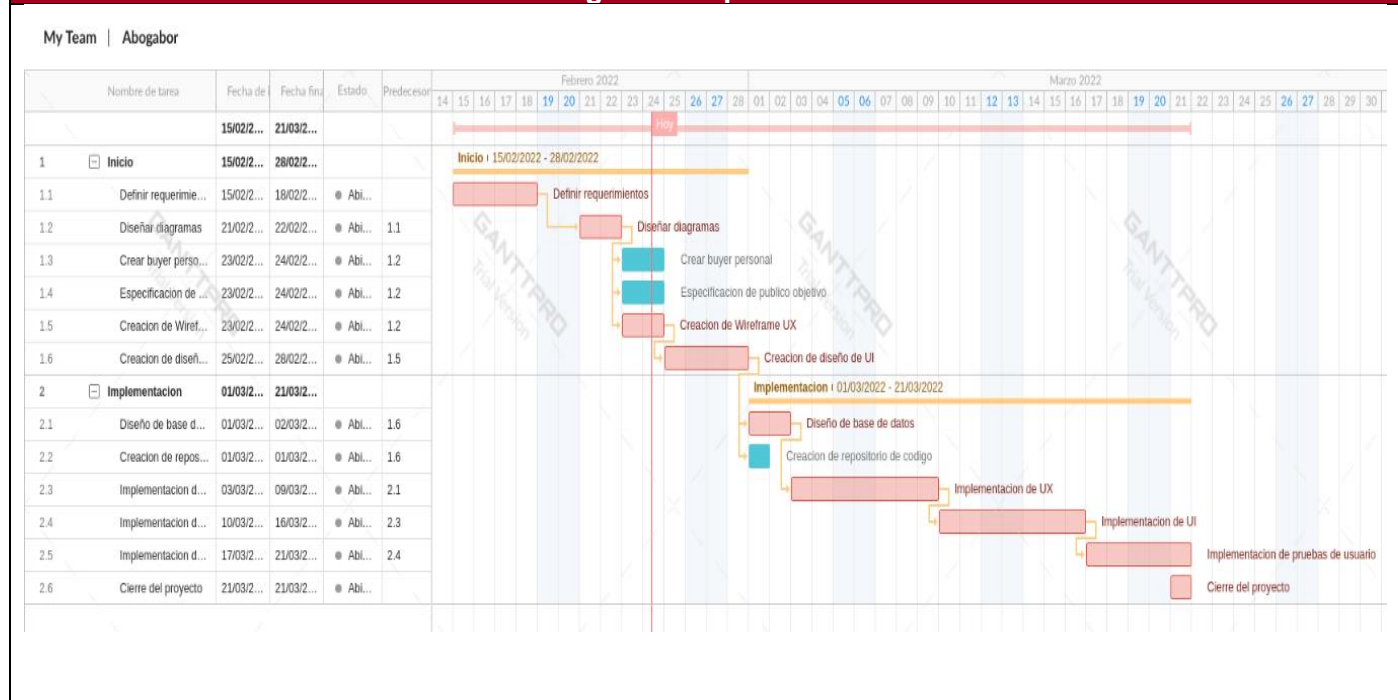 My Team | Abogabor
Febrero 2022 Marzo 2022
Nombre de tarea Fecha de Fecha fina Estado Predecesor
14 15 16 17 18 19 20 21 22 23 24 25 26 27 28 01 02 03 04 05 06 07 08 09 10 11 12 13 14 15 16 17 18 19 20 21 22 23 24 25 26 27 28 29 30
15/02/2... 21/03/2... Hoy
1 Inicio 15/02/2... 28/02/2... Inicio 15/02/2022 - 28/02/2022
1.1 Definir requerimie... 15/02/2... 18/02/2... Abi... Definir requerimientos
1.2 Diseñar diagramas 21/02/2... 22/02/2... Abi... 1.1 Diseñar diagramas
1.3 Crear buyer perso... 23/02/2... 24/02/2... Abi... 1.2 Crear buyer personal
1.4 Especificacion de ... 23/02/2... 24/02/2... Abi... 1.2 Especificacion de publico objetivo
1.5 Creacion de Wiref... 23/02/2... 24/02/2... Abi... 1.2 Creacion de Wireframe UX
1.6 Creacion de diseñ... 25/02/2... 28/02/2... Abi... 1.5 Creacion de diseño de UI
2 Implementacion 01/03/2... 21/03/2... Implementacion 01/03/2022 - 21/03/2022
2.1 Diseño de base d... 01/03/2... 02/03/2... Abi... 1.6 Diseño de base de datos
2.2 Creacion de repos... 01/03/2... 01/03/2... Abi... 1.6 Creacion de repositorio de codigo
2.3 Implementacion d... 03/03/2... 09/03/2... Abi... 2.1 Implementacion de UX
2.4 Implementacion d... 10/03/2... 16/03/2... Abi... 2.3 Implementacion de UI
2.5 Implementacion d... 17/03/2... 21/03/2... Abi... 2.4 Implementacion de pruebas de usuario
2.6 Cierre del proyecto 21/03/2... 21/03/2... Abi... Cierre del proyecto
GANTTPRO
Trial Version
GANTTPRO
Trial Version
GANTTPRO
Trial Version
GANTTPRO
Trial Version